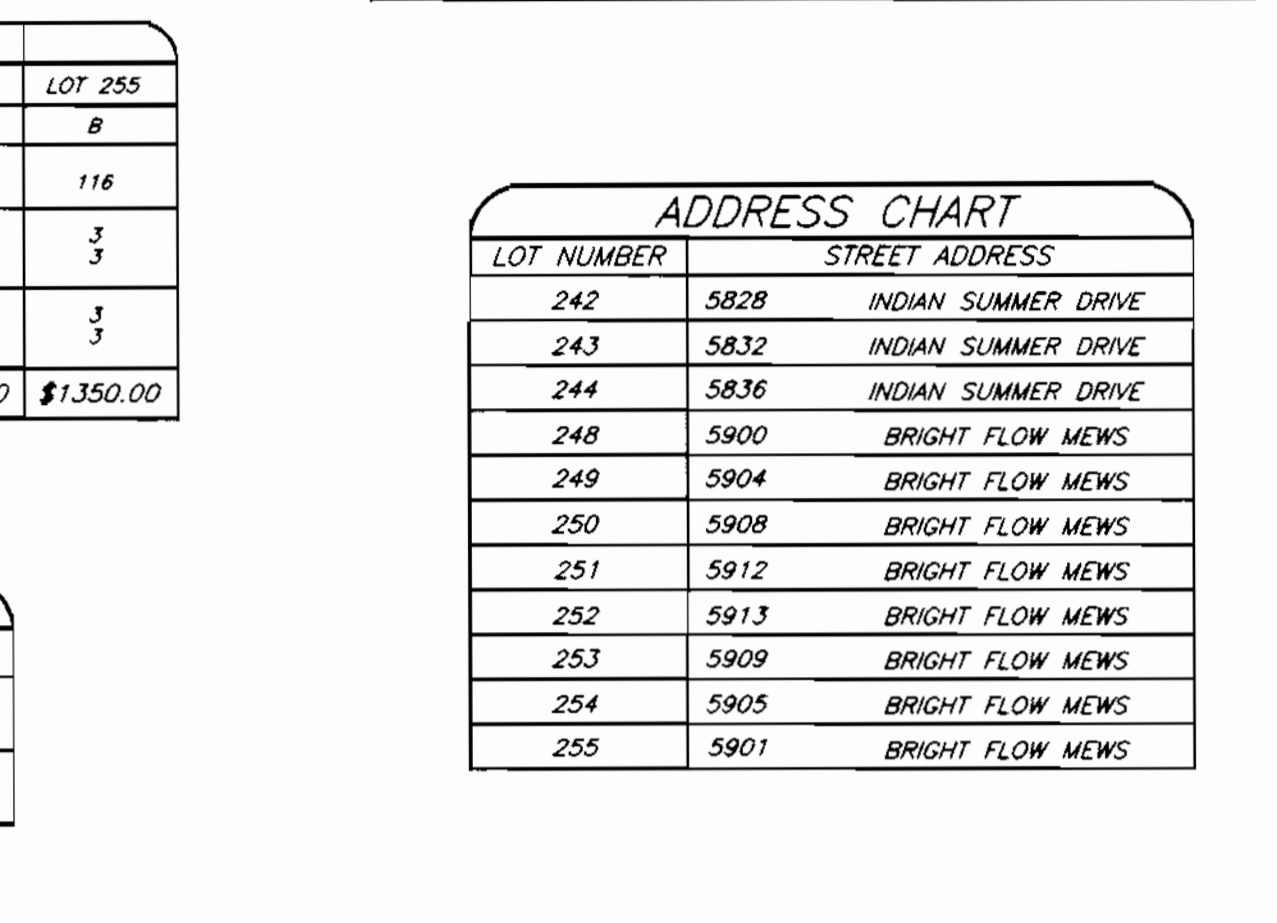 LOT 255
B
116
3
3
3
3
0 $1350.00
ADDRESS CHART
LOT NUMBER STREET ADDRESS
242 5828 INDIAN SUMMER DRIVE
243 5832 INDIAN SUMMER DRIVE
244 5836 INDIAN SUMMER DRIVE
248 5900 BRIGHT FLOW MEWS
249 5904 BRIGHT FLOW MEWS
250 5908 BRIGHT FLOW MEWS
251 5912 BRIGHT FLOW MEWS
252 5913 BRIGHT FLOW MEWS
253 5909 BRIGHT FLOW MEWS
254 5905 BRIGHT FLOW MEWS
255 5901 BRIGHT FLOW MEWS